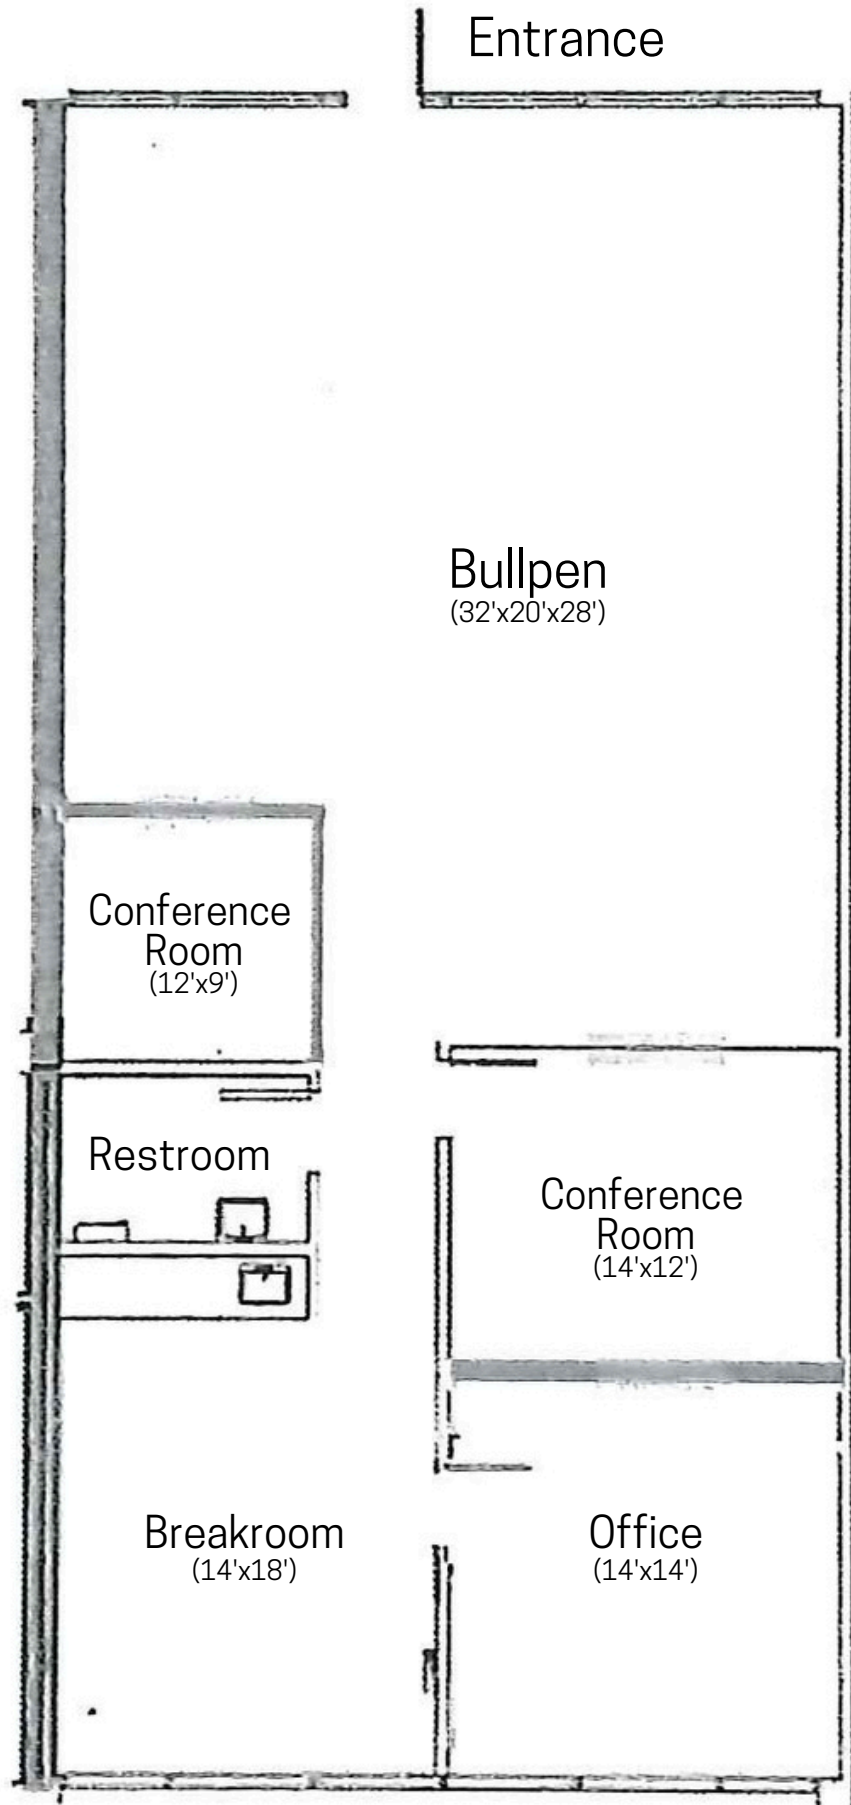 Entrance
Bullpen
(32'x20'x28')
Conference
Room
(12'x9')
Restroom
Conference
Room
(14'x12')
Breakroom
(14'x18')
Office
(14'x14')